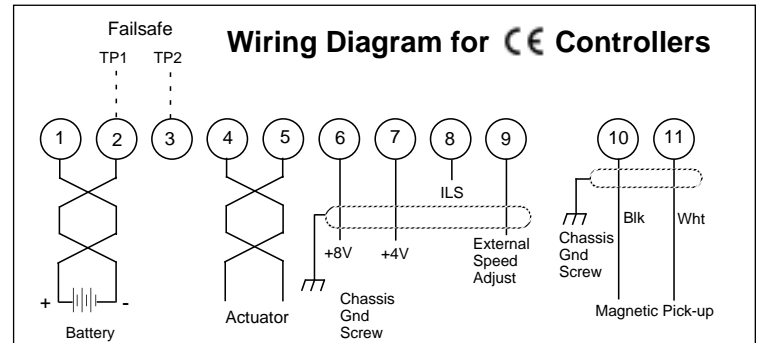 Failsafe
Wiring Diagram for CE Controllers
TP1 TP2
1 2 3 4 5 6 7 8 9 10 11
ILS
Blk Wht
+8V +4V
External
Speed
Adjust
Chassis
Gnd
Screw
+ -
Battery
Actuator
Chassis
Gnd
Screw
Magnetic Pick-up